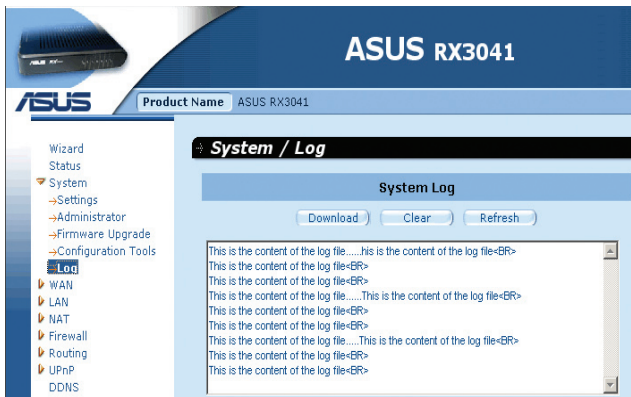 ASUS RX3041
ASUS
Product Name ASUS RX3041
Wizard
Status
System
→Settings
→Administrator
→Firmware Upgrade
→Configuration Tools
→Log
WAN
LAN
NAT
Firewall
Routing
UPnP
DDNS
System / Log
System Log
Download Clear Refresh
This is the content of the log file......his is the content of the log file<BR>
This is the content of the log file<BR>
This is the content of the log file<BR>
This is the content of the log file......This is the content of the log file<BR>
This is the content of the log file<BR>
This is the content of the log file<BR>
This is the content of the log file.....This is the content of the log file<BR>
This is the content of the log file<BR>
This is the content of the log file<BR>